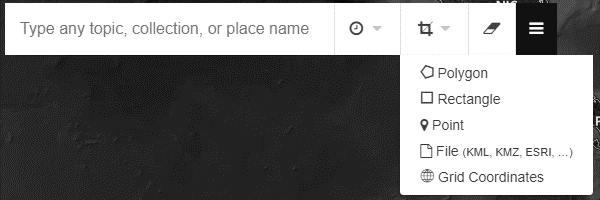 Type any topic, collection, or place name
Polygon
Rectangle
Point
File (KML, KMZ, ESRI, ...)
Grid Coordinates